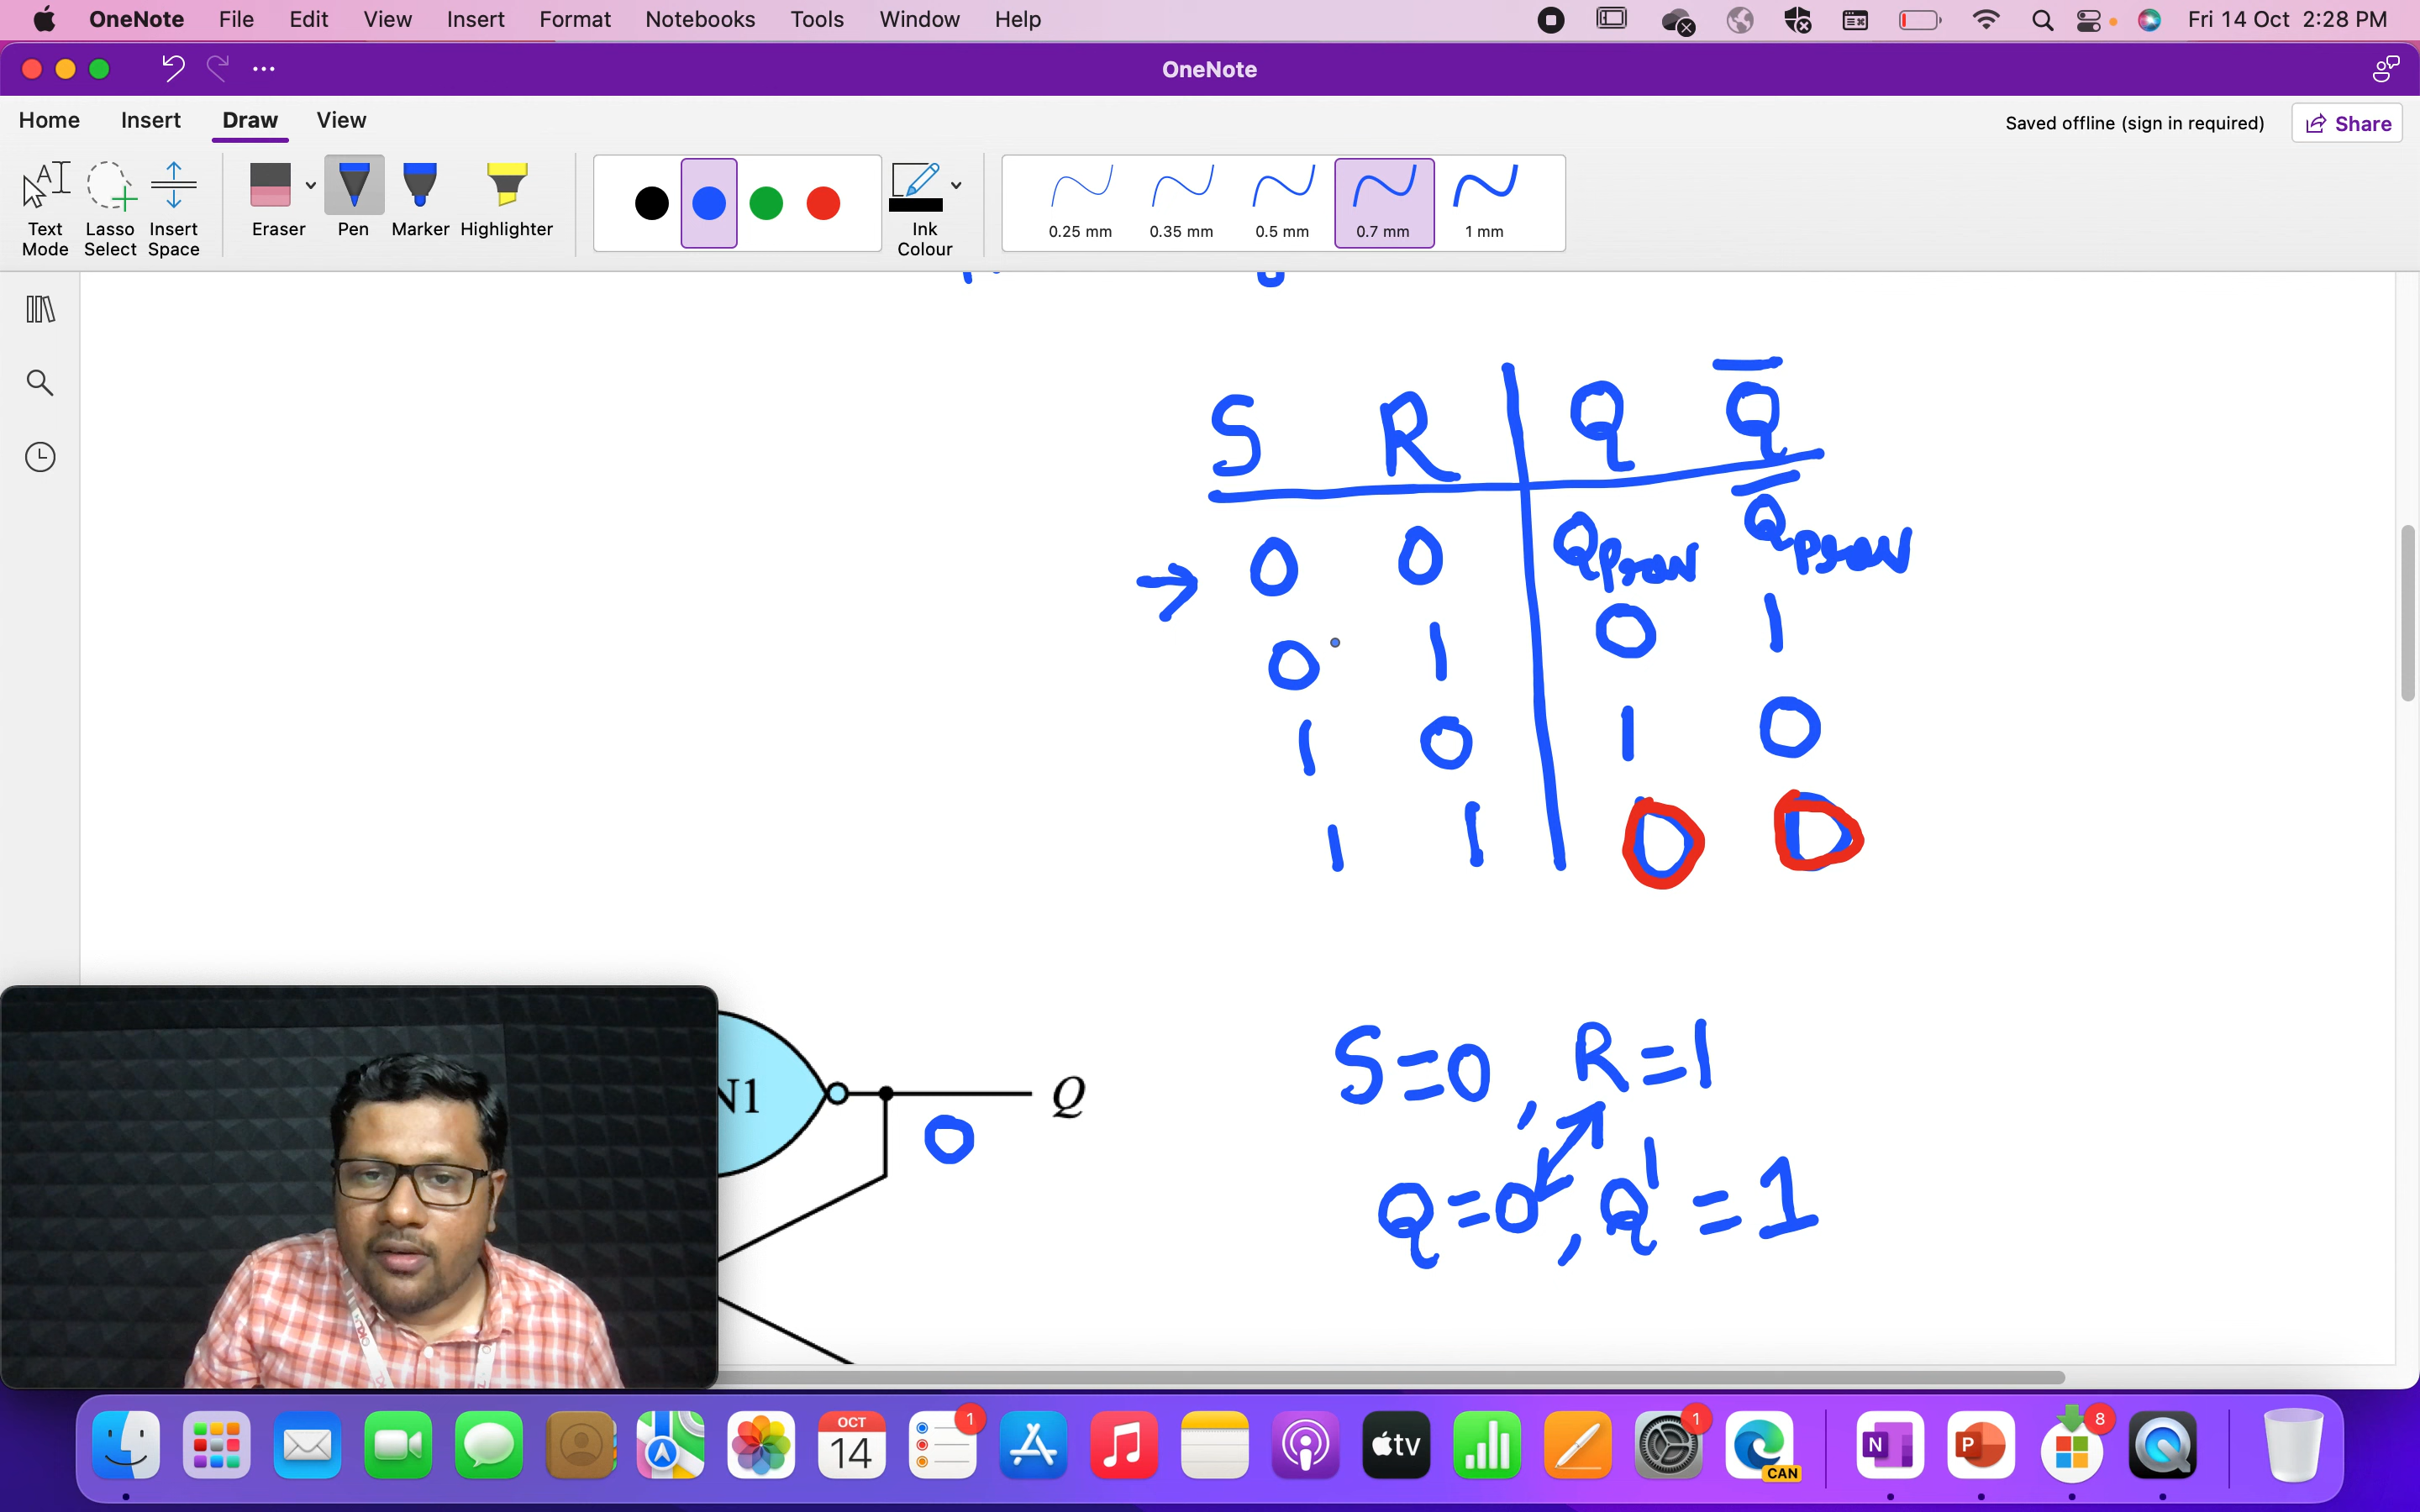 OneNote File Edit View Insert Format Notebooks Tools Window Help Fri 14 Oct 2:28 PM
OneNote
Home Insert Draw View Saved offline (sign in required) Share
Text Mode
Lasso Select
Insert Space
Eraser
Pen
Marker
Highlighter
Ink Colour
0.25 mm 0.35 mm 0.5 mm 0.7 mm 1 mm
S R Q Q̅
→ 0 0 Qprev Q̅prev
0 1 0 1
1 0 1 0
1 1 0 0
N1 Q
0
S=0, R=1
Q=0, Q' = 1
OCT
14
1
tv
1
CAN
N
P
8